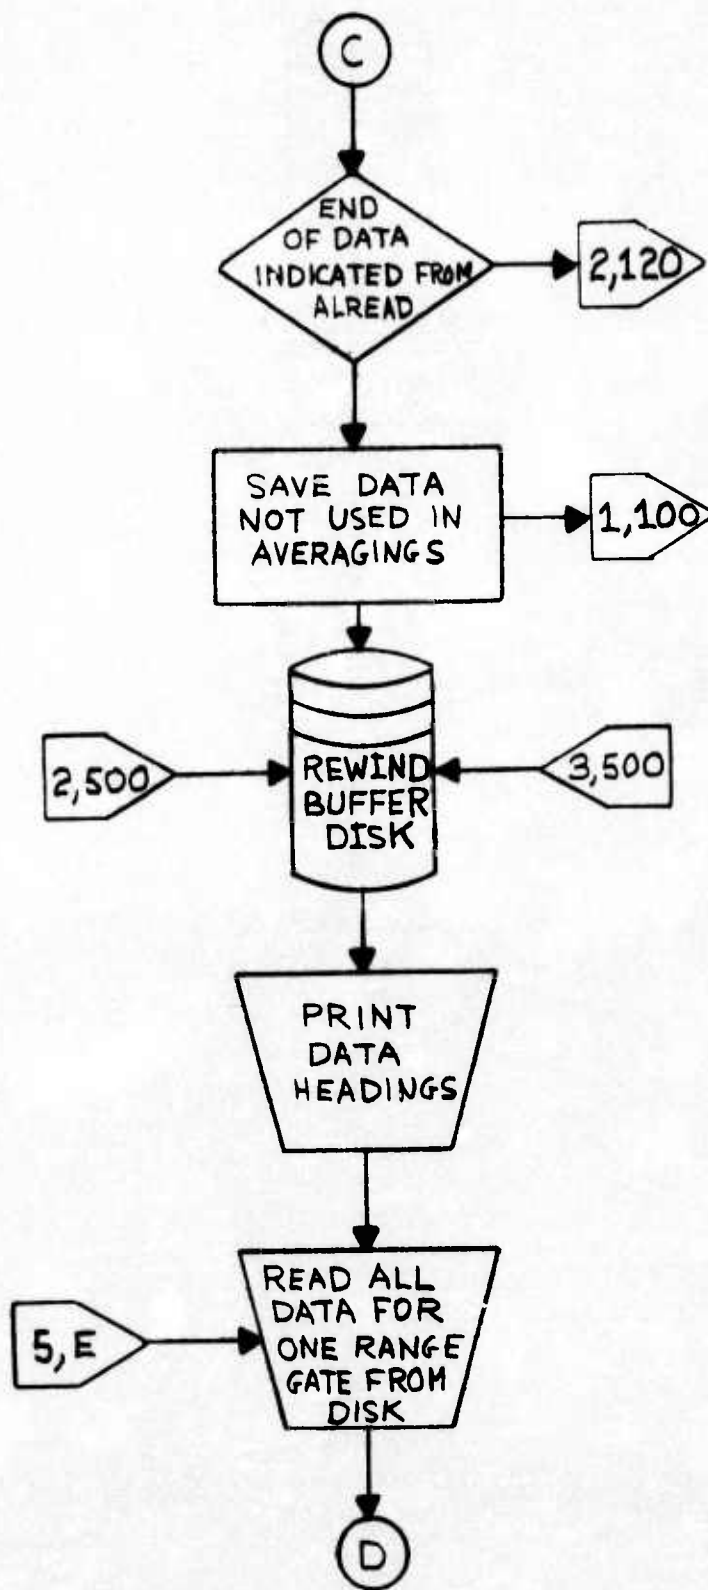 C
END
OF DATA
INDICATED FROM
ALREAD
2,120
SAVE DATA
NOT USED IN
AVERAGINGS
1,100
2,500
REWIND
BUFFER
DISK
3,500
PRINT
DATA
HEADINGS
5,E
READ ALL
DATA FOR
ONE RANGE
GATE FROM
DISK
D